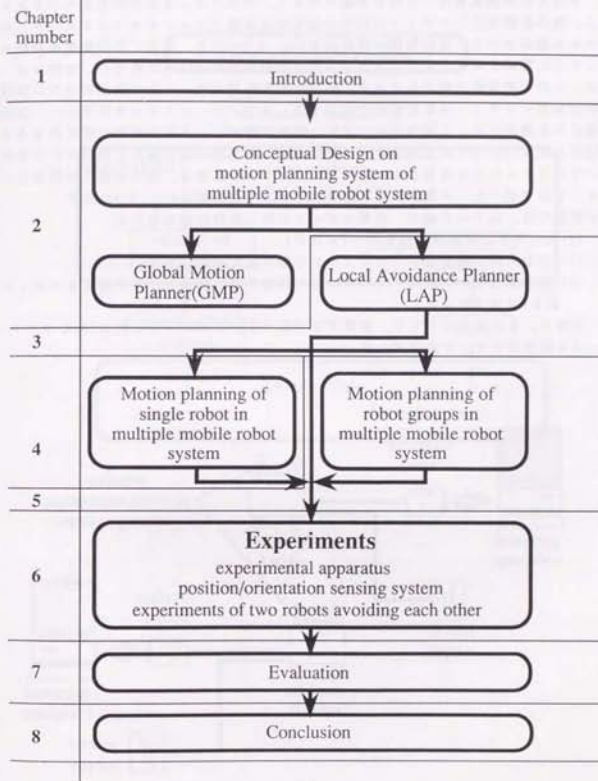 Chapter
number
1
Introduction
Conceptual Design on
motion planning system of
multiple mobile robot system
2
Global Motion
Planner(GMP)
Local Avoidance Planner
(LAP)
3
Motion planning of
single robot in
multiple mobile robot
system
Motion planning of
robot groups in
multiple mobile robot
system
4
5
Experiments
experimental apparatus
position/orientation sensing system
experiments of two robots avoiding each other
6
7
Evaluation
8
Conclusion